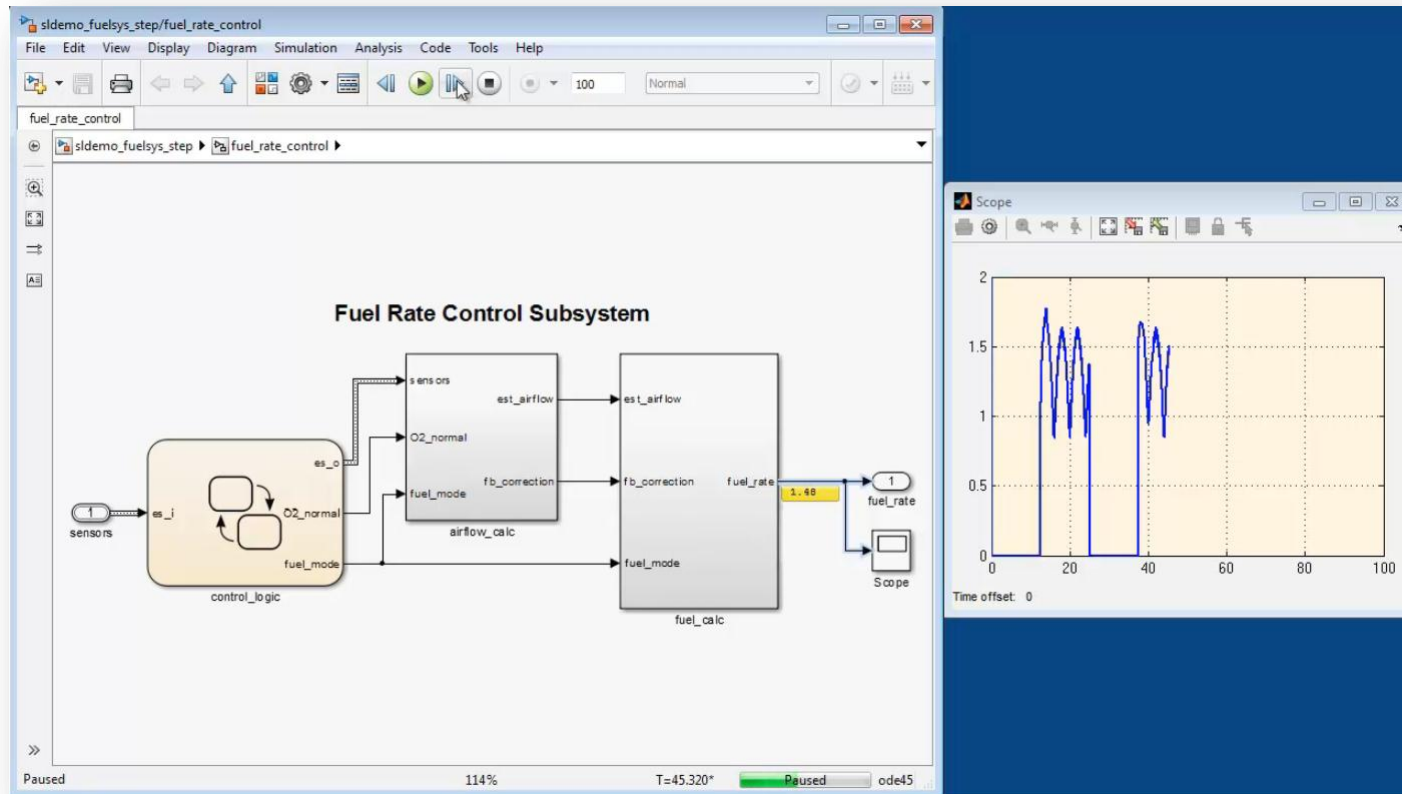 sldemo_fuelsys_step/fuel_rate_control
File Edit View Display Diagram Simulation Analysis Code Tools Help
100 Normal
fuel_rate_control
sldemo_fuelsys_step fuel_rate_control
Fuel Rate Control Subsystem
sensors
est_airflow est_airflow
O2_normal
es_o
fb_correction fb_correction fuel_rate
1.48
1
fuel_rate
fuel_mode
1
sensors
es_i O2_normal
airflow_calc
fuel_mode fuel_mode
Scope
control_logic
fuel_calc
Paused 114% T=45.320* Paused ode45
Scope
2
1.5
1
0.5
0
0 20 40 60 80 100
Time offset: 0